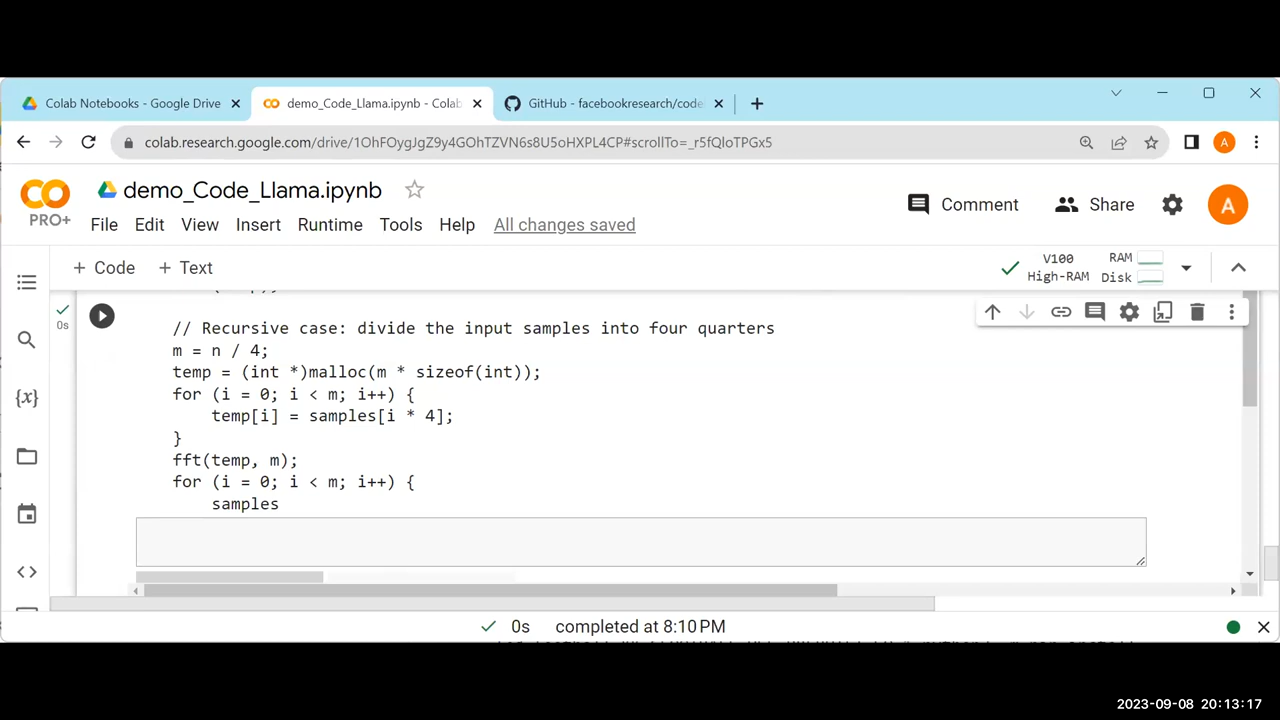 Colab Notebooks - Google Drive
demo_Code_Llama.ipynb - Colab
GitHub - facebookresearch/code
colab.research.google.com/drive/1OhFOygJgZ9y4GOhTZVN6s8U5oHXPL4CP#scrollTo=_r5fQIoTPGx5
A
demo_Code_Llama.ipynb
PRO+
File Edit View Insert Runtime Tools Help All changes saved
Comment Share A
+ Code + Text
V100
High-RAM
RAM
Disk
0s
// Recursive case: divide the input samples into four quarters
m = n / 4;
temp = (int *)malloc(m * sizeof(int));
for (i = 0; i < m; i++) {
temp[i] = samples[i * 4];
}
fft(temp, m);
for (i = 0; i < m; i++) {
samples
{x}
0s completed at 8:10 PM
2023-09-08 20:13:17